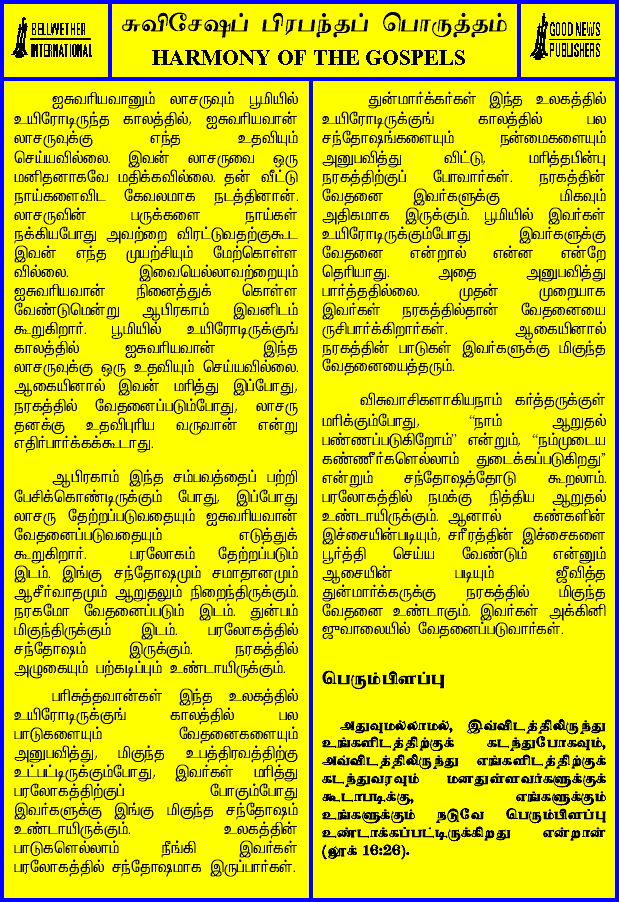 BELLWETHER
INTERNATIONAL
சுவிசேஷப் பிரபந்தப் பொருத்தம்
HARMONY OF THE GOSPELS
GOOD NEWS
PUBLISHERS
ஐசுவரியவானும் லாசருவும் பூமியில்
உயிரோடிருந்த காலத்தில், ஐசுவரியவான்
லாசருவுக்கு எந்த உதவியும்
செய்யவில்லை. இவன் லாசருவை ஒரு
மனிதனாகவே மதிக்கவில்லை. தன் வீட்டு
நாய்களைவிட கேவலமாக நடத்தினான்.
லாசருவின் பருக்களை நாய்கள்
நக்கியபோது அவற்றை விரட்டுவதற்குகூட
இவன் எந்த முயற்சியும் மேற்கொள்ள
வில்லை. இவையெல்லாவற்றையும்
ஐசுவரியவான் நினைத்துக் கொள்ள
வேண்டுமென்று ஆபிரகாம் இவனிடம்
கூறுகிறார். பூமியில் உயிரோடிருக்குங்
காலத்தில் ஐசுவரியவான் இந்த
லாசருவுக்கு ஒரு உதவியும் செய்யவில்லை.
ஆகையினால் இவன் மரித்து இப்போது,
நரகத்தில் வேதனைப்படும்போது, லாசரு
தனக்கு உதவிபுரிய வருவான் என்று
எதிர்பார்க்கக்கூடாது.
ஆபிரகாம் இந்த சம்பவத்தைப் பற்றி
பேசிக்கொண்டிருக்கும் போது, இப்போது
லாசரு தேற்றப்படுவதையும் ஐசுவரியவான்
வேதனைப்படுவதையும் எடுத்துக்
கூறுகிறார். பரலோகம் தேற்றப்படும்
இடம். இங்கு சந்தோஷமும் சமாதானமும்
ஆசீர்வாதமும் ஆறுதலும் நிறைந்திருக்கும்.
நரகமோ வேதனைப்படும் இடம். துன்பம்
மிகுந்திருக்கும் இடம். பரலோகத்தில்
சந்தோஷம் இருக்கும். நரகத்தில்
அழுகையும் பற்கடிப்பும் உண்டாயிருக்கும்.
பரிசுத்தவான்கள் இந்த உலகத்தில்
உயிரோடிருக்குங் காலத்தில் பல
பாடுகளையும் வேதனைகளையும்
அனுபவித்து, மிகுந்த உபத்திரவத்திற்கு
உட்பட்டிருக்கும்போது, இவர்கள் மரித்து
பரலோகத்திற்குப் போகும்போது
இவர்களுக்கு இங்கு மிகுந்த சந்தோஷம்
உண்டாயிருக்கும். உலகத்தின்
பாடுகளெல்லாம் நீங்கி இவர்கள்
பரலோகத்தில் சந்தோஷமாக இருப்பார்கள்.
துன்மார்க்கர்கள் இந்த உலகத்தில்
உயிரோடிருக்குங் காலத்தில் பல
சந்தோஷங்களையும் நன்மைகளையும்
அனுபவித்து விட்டு, மரித்தபின்பு
நரகத்திற்குப் போவார்கள். நரகத்தின்
வேதனை இவர்களுக்கு மிகவும்
அதிகமாக இருக்கும். பூமியில் இவர்கள்
உயிரோடிருக்கும்போது இவர்களுக்கு
வேதனை என்றால் என்ன என்றே
தெரியாது. அதை அனுபவித்து
பார்த்ததில்லை. முதன் முறையாக
இவர்கள் நரகத்தில்தான் வேதனையை
ருசிபார்க்கிறார்கள். ஆகையினால்
நரகத்தின் பாடுகள் இவர்களுக்கு மிகுந்த
வேதனையைத்தரும்.
விசுவாசிகளாகியநாம் கர்த்தருக்குள்
மரிக்கும்போது, “நாம் ஆறுதல்
பண்ணப்படுகிறோம்” என்றும், “நம்முடைய
கண்ணீர்களெல்லாம் துடைக்கப்படுகிறது”
என்றும் சந்தோஷத்தோடு கூறலாம்.
பரலோகத்தில் நமக்கு நித்திய ஆறுதல்
உண்டாயிருக்கும். ஆனால் கண்களின்
இச்சையின்படியும், சரீரத்தின் இச்சைகளை
பூர்த்தி செய்ய வேண்டும் என்னும்
ஆசையின் படியும் ஜீவித்த
துன்மார்க்கருக்கு நரகத்தில் மிகுந்த
வேதனை உண்டாகும். இவர்கள் அக்கினி
ஜுவாலையில் வேதனைப்படுவார்கள்.
பெரும்பிளப்பு
அதுவுமல்லாமல், இவ்விடத்திலிருந்து
உங்களிடத்திற்குக் கடந்துபோகவும்,
அவ்விடத்திலிருந்து எங்களிடத்திற்குக்
கடந்துவரவும் மனதுள்ளவர்களுக்குக்
கூடாபடிக்கு, எங்களுக்கும்
உங்களுக்கும் நடுவே பெரும்பிளப்பு
உண்டாக்கப்பட்டிருக்கிறது என்றான்
(லூக் 16:26).